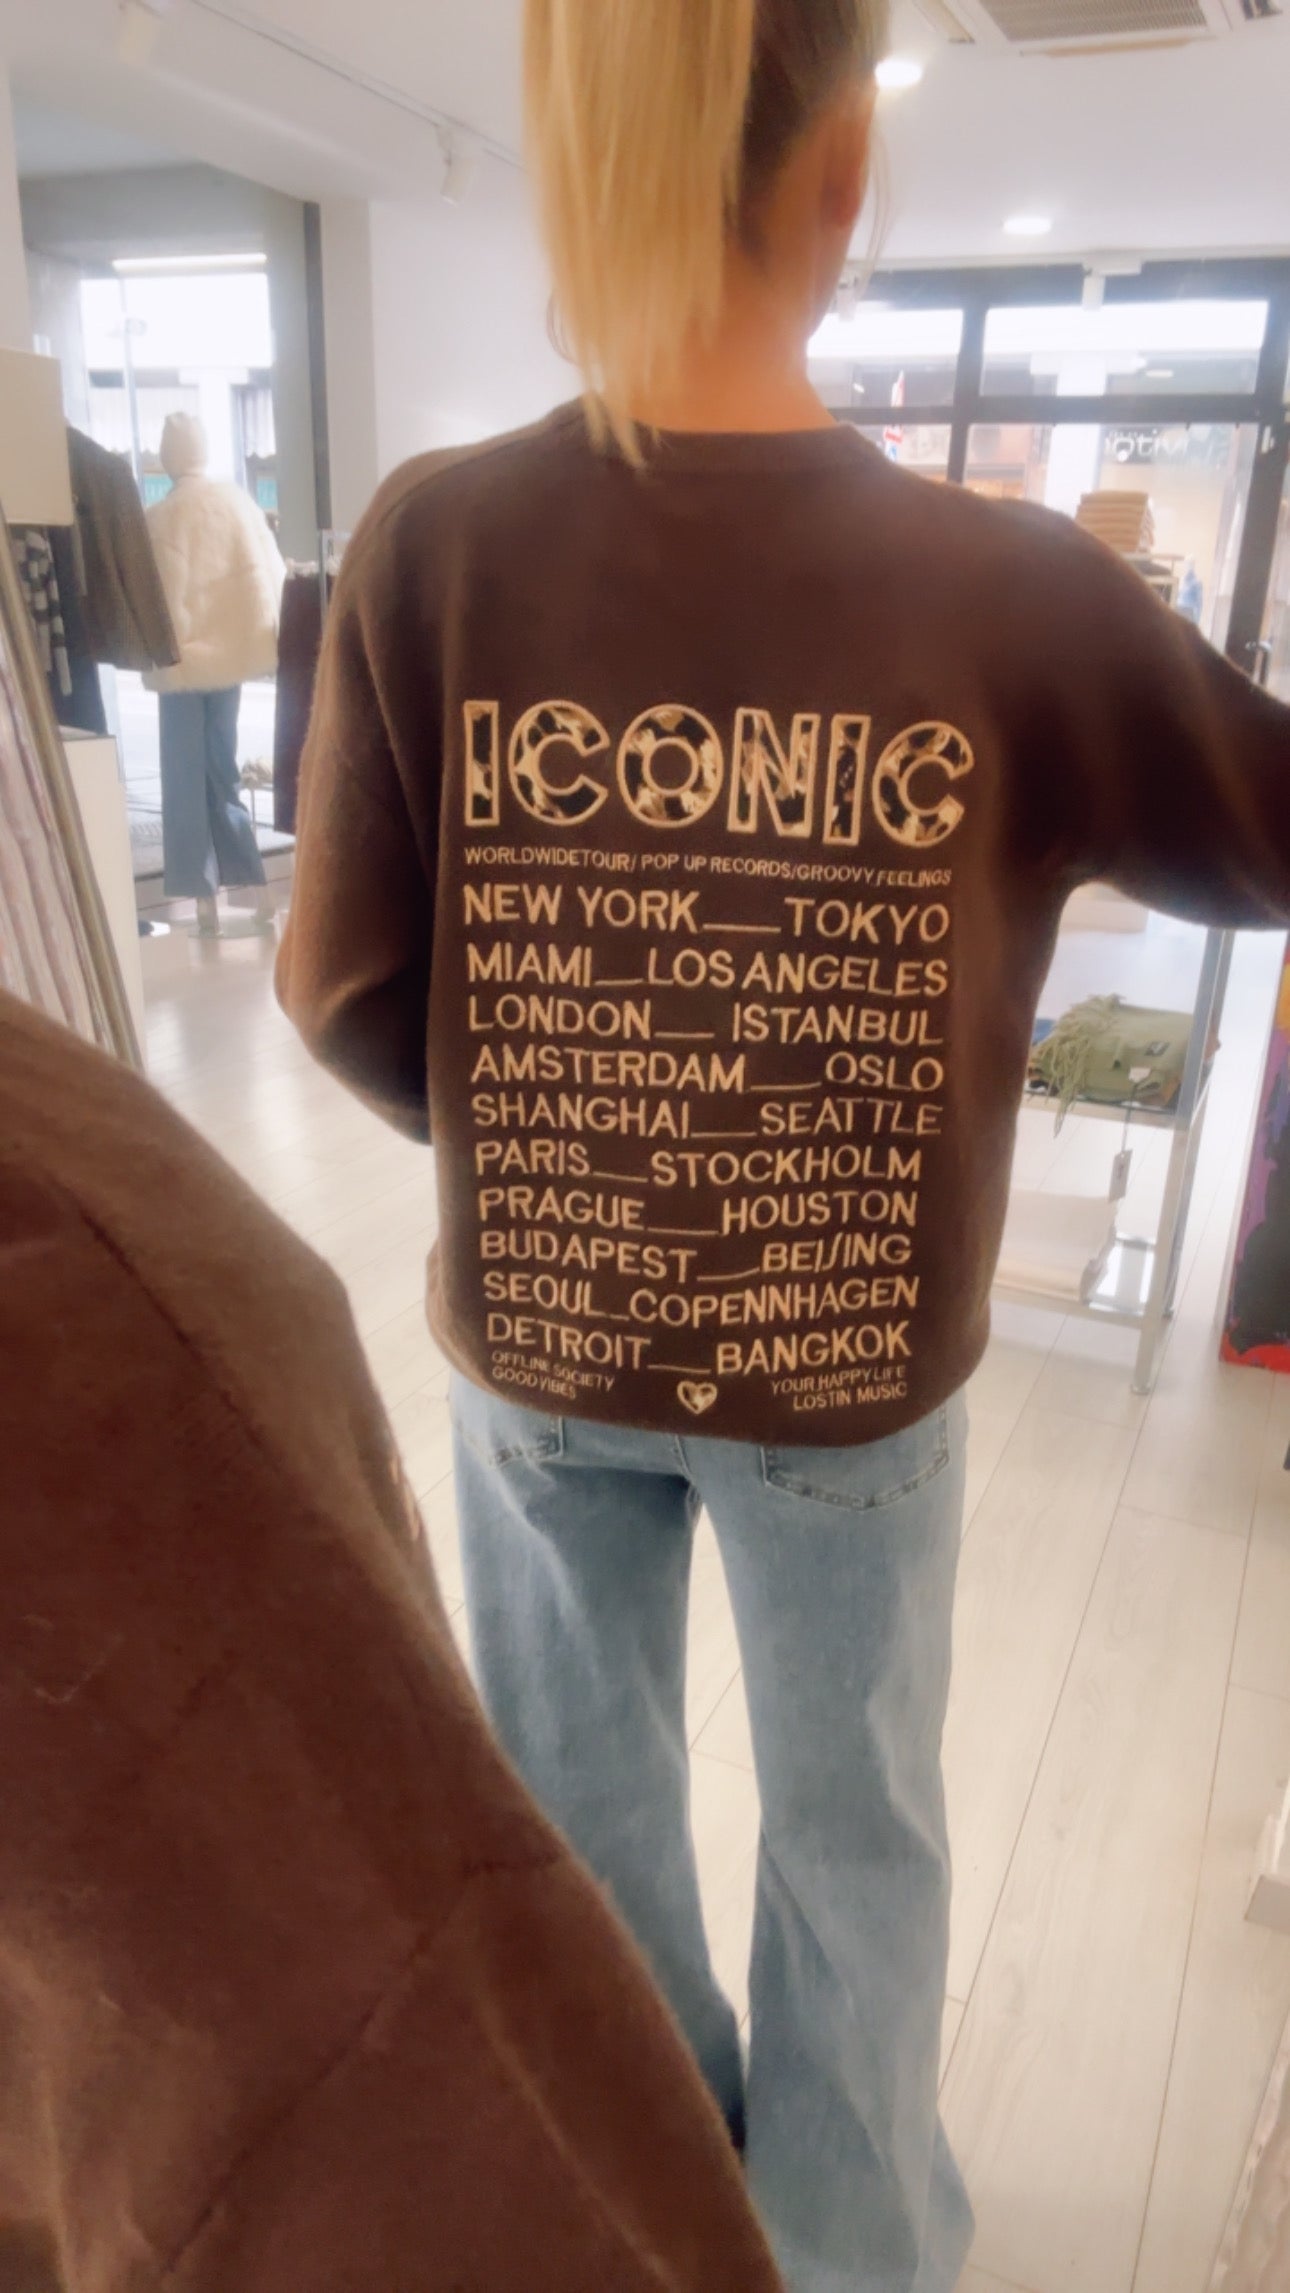 ICONIC
WORLDWIDETOUR/ POP UP RECORDS/GROOVY FEELINGS
NEW YORK___TOKYO
MIAMI__LOS ANGELES
LONDON__ ISTANBUL
AMSTERDAM___OSLO
SHANGHAI___SEATTLE
PARIS__STOCKHOLM
PRAGUE___HOUSTON
BUDAPEST__BEIJING
SEOUL_COPENNHAGEN
DETROIT___BANGKOK
OFFLINE SOCIETY
GOOD VIBES
YOUR HAPPY LIFE
LOSTIN MUSIC